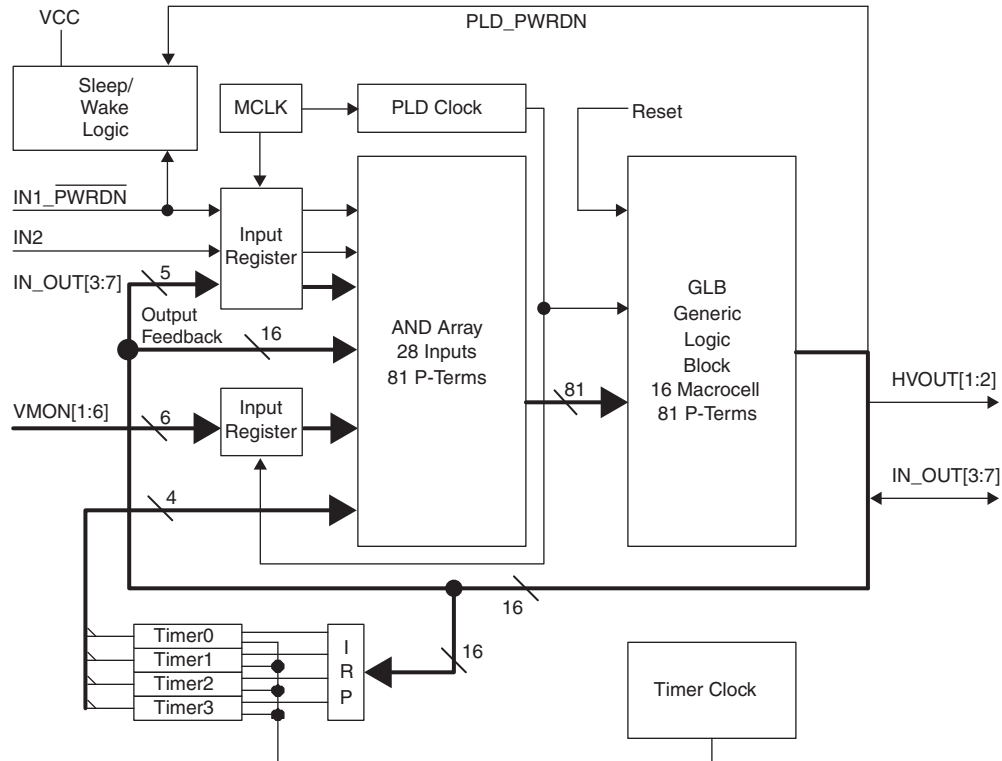 VCC
PLD_PWRDN
Sleep/
Wake
Logic
MCLK
PLD Clock
Reset
IN1_PWRDN
IN2
IN_OUT[3:7]
5
Input
Register
Output
Feedback
16
AND Array
28 Inputs
81 P-Terms
GLB
Generic
Logic
Block
16 Macrocell
81 P-Terms
81
HVOUT[1:2]
VMON[1:6]
6
Input
Register
IN_OUT[3:7]
4
16
16
Timer0
Timer1
Timer2
Timer3
I
R
P
Timer Clock